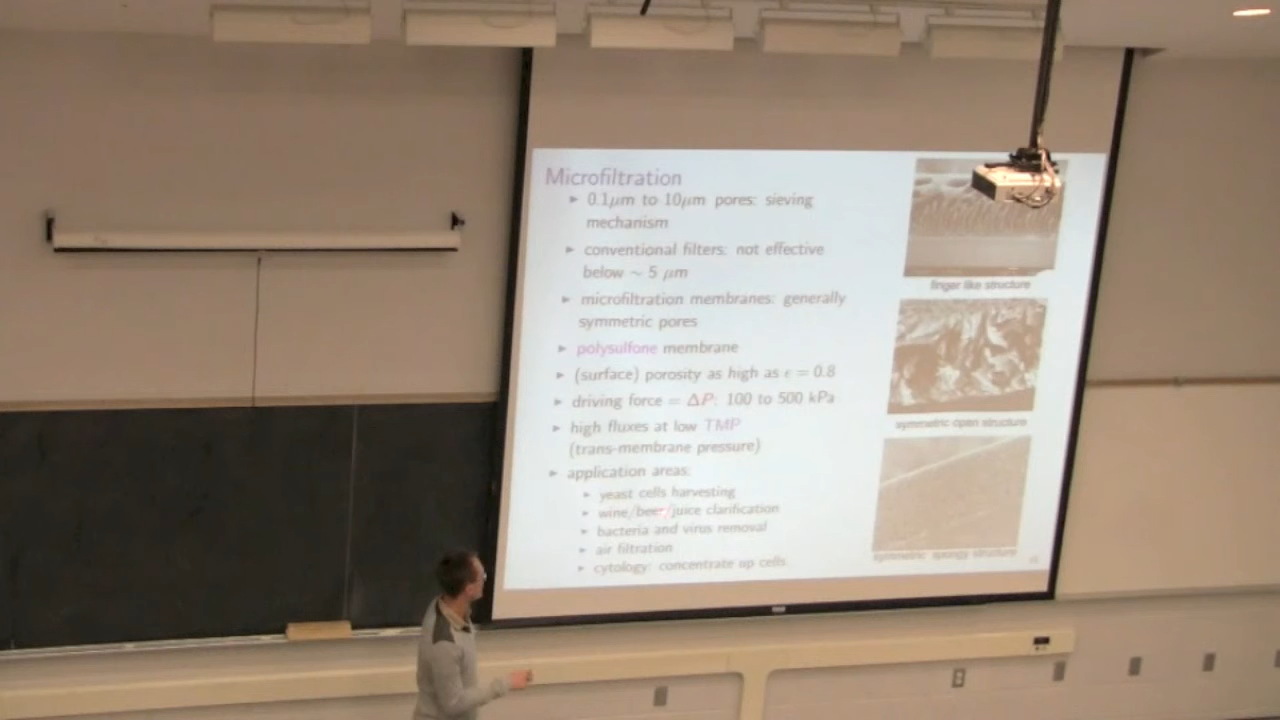 Microfiltration
► 0.1μm to 10μm pores: sieving
mechanism
► conventional filters: not effective
below ∼ 5 μm
► microfiltration membranes: generally
symmetric pores
► polysulfone membrane
► (surface) porosity as high as ϵ = 0.8
► driving force = ΔP: 100 to 500 kPa
► high fluxes at low TMP
(trans-membrane pressure)
► application areas:
► yeast cells harvesting
► wine/beer/juice clarification
► bacteria and virus removal
► air filtration
► cytology: concentrate up cells
finger like structure
symmetric open structure
symmetric spongy structure